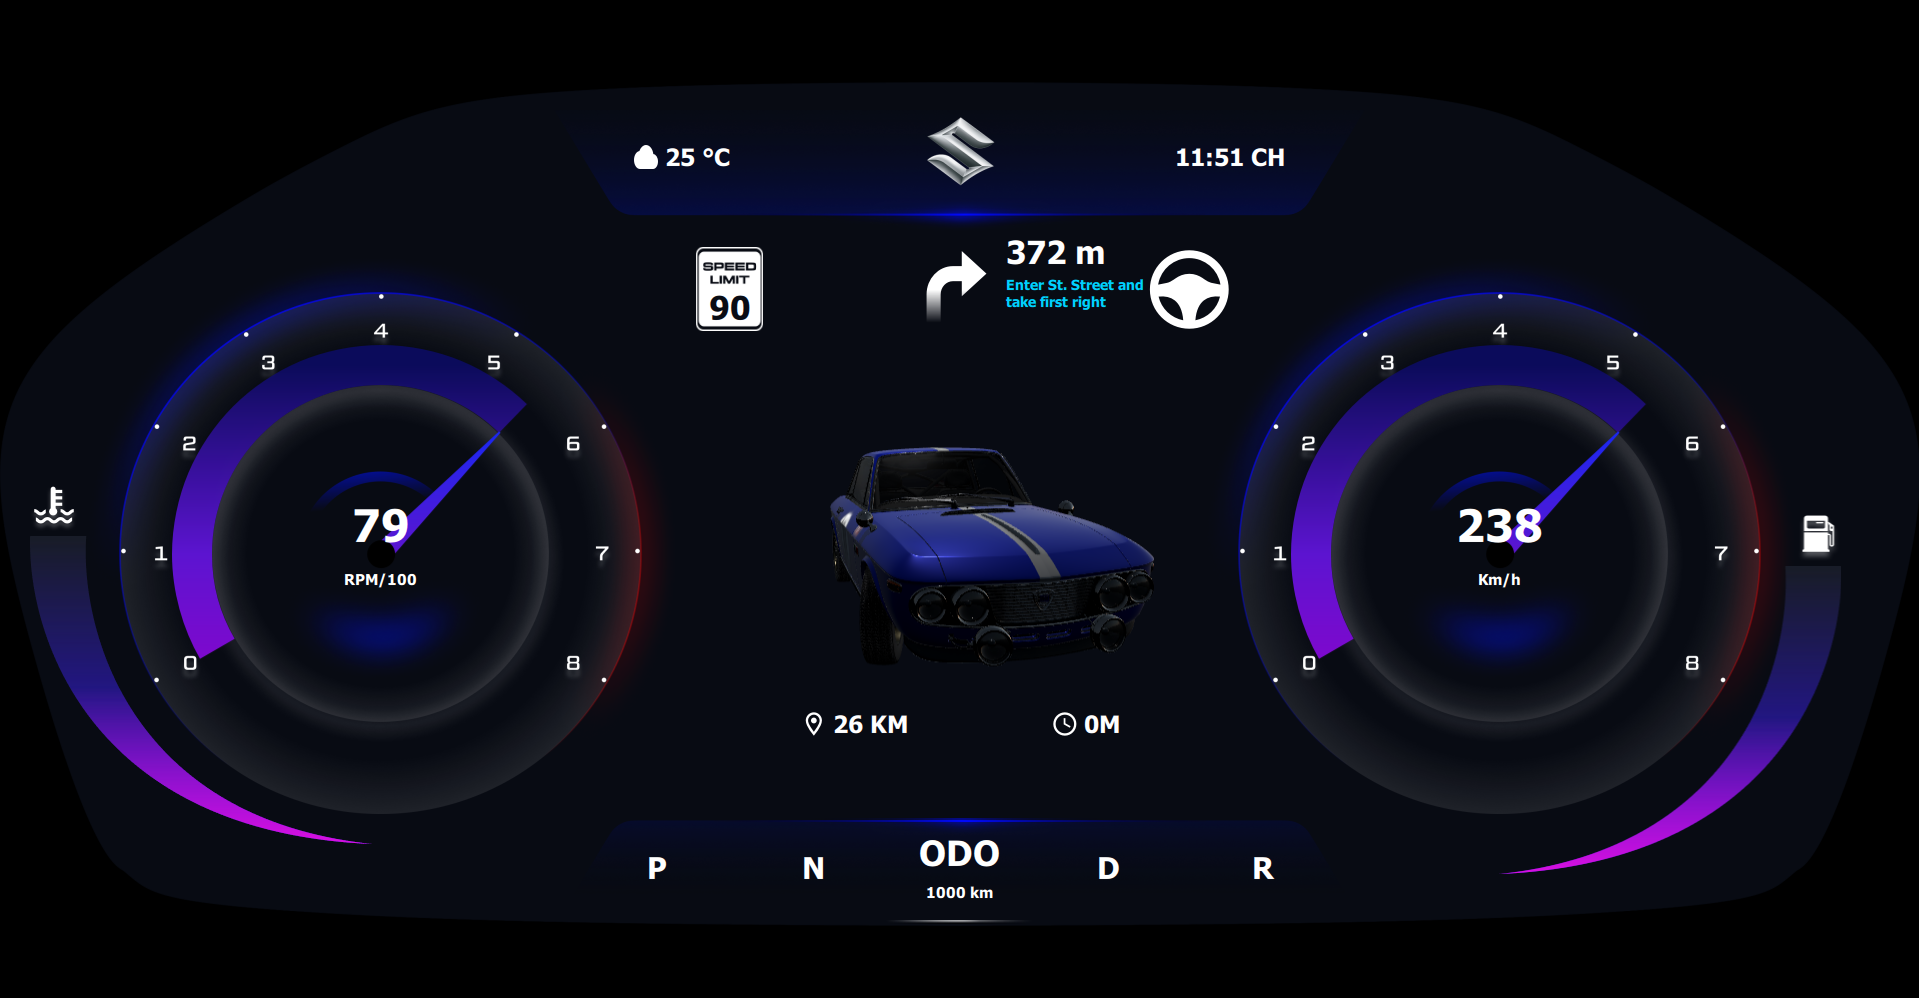 25 °C
11:51 CH
SPEED
LIMIT
90
372 m
Enter St. Street and
take first right
0
1
2
3
4
5
6
7
8
79
RPM/100
0
1
2
3
4
5
6
7
8
238
Km/h
26 KM
0M
P
N
ODO
1000 km
D
R